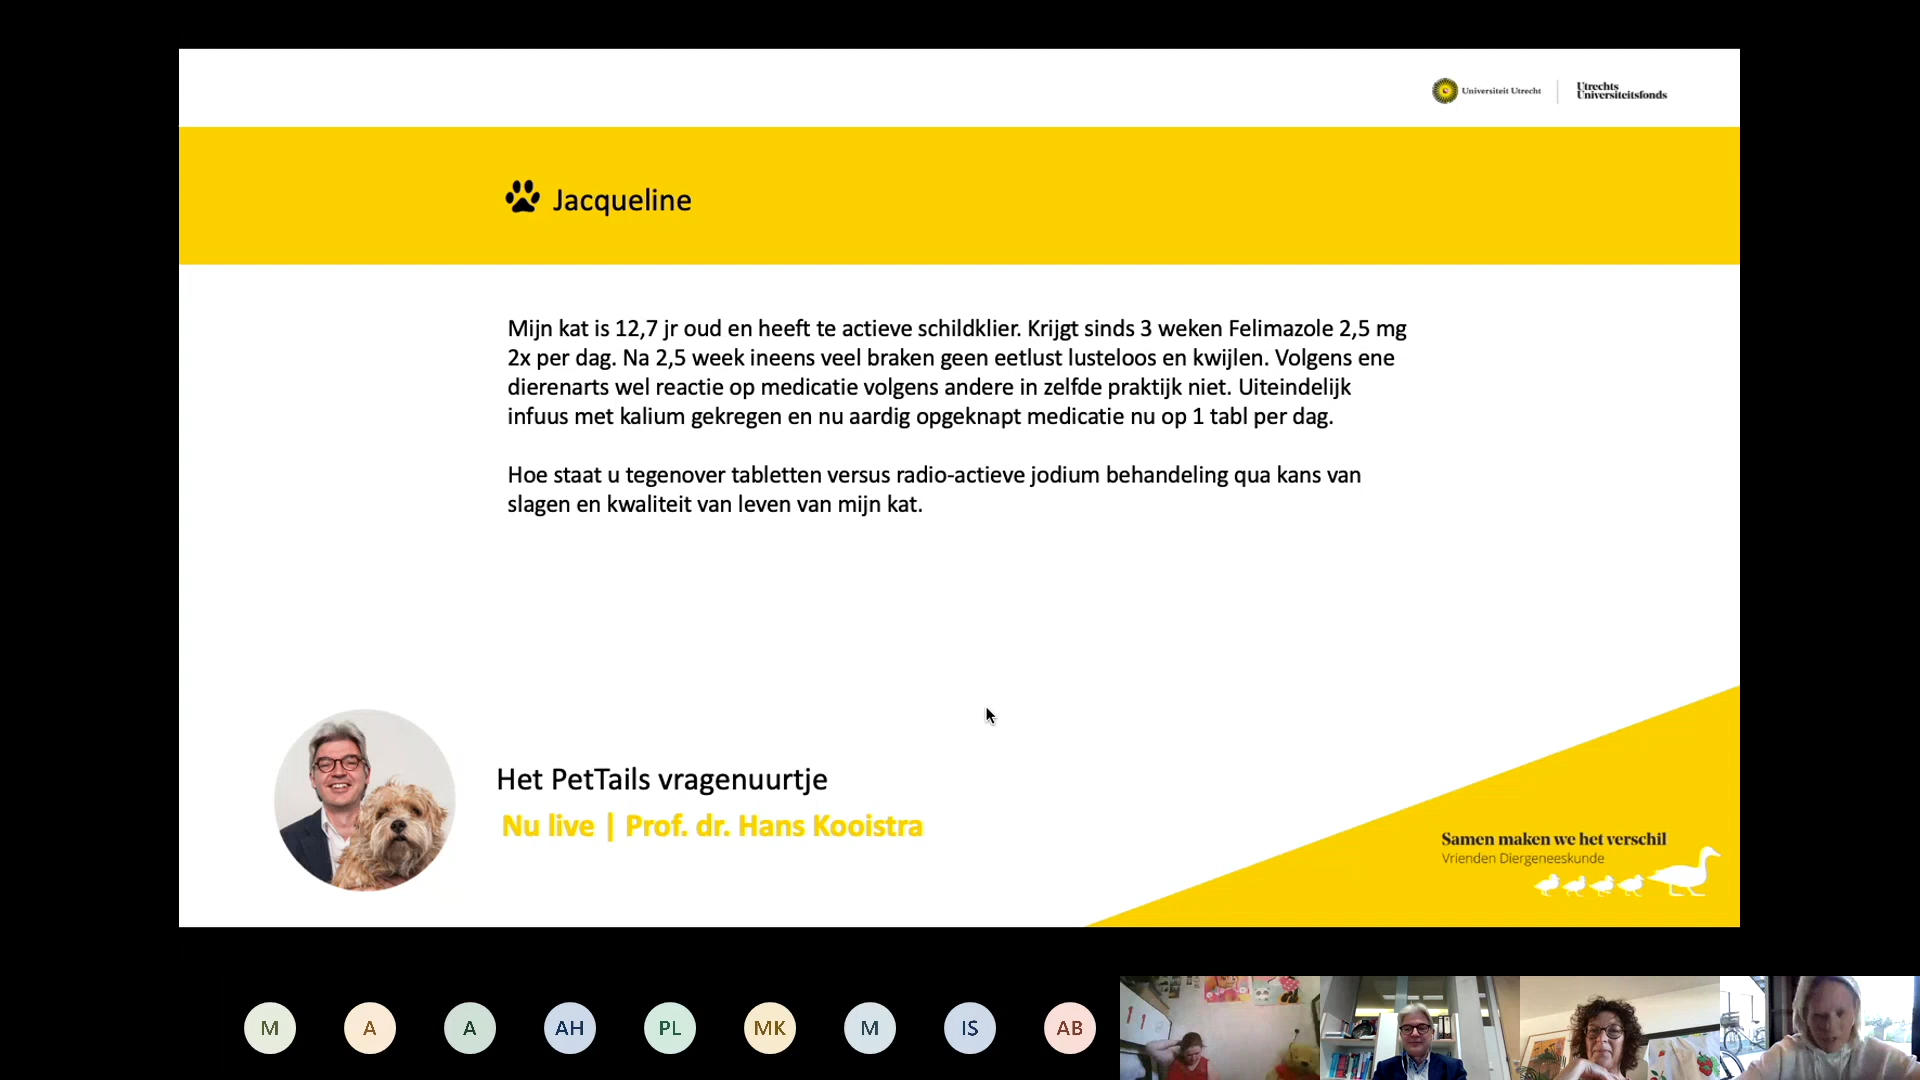 Universiteit Utrecht
Utrechts
Universiteitsfonds
Jacqueline
Mijn kat is 12,7 jr oud en heeft te actieve schildklier. Krijgt sinds 3 weken Felimazole 2,5 mg
2x per dag. Na 2,5 week ineens veel braken geen eetlust lusteloos en kwijlen. Volgens ene
dierenarts wel reactie op medicatie volgens andere in zelfde praktijk niet. Uiteindelijk
infuus met kalium gekregen en nu aardig opgeknapt medicatie nu op 1 tabl per dag.
Hoe staat u tegenover tabletten versus radio-actieve jodium behandeling qua kans van
slagen en kwaliteit van leven van mijn kat.
Het PetTails vragenuurtje
Nu live | Prof. dr. Hans Kooistra
Samen maken we het verschil
Vrienden Diergeneeskunde
M A A AH PL MK M IS AB